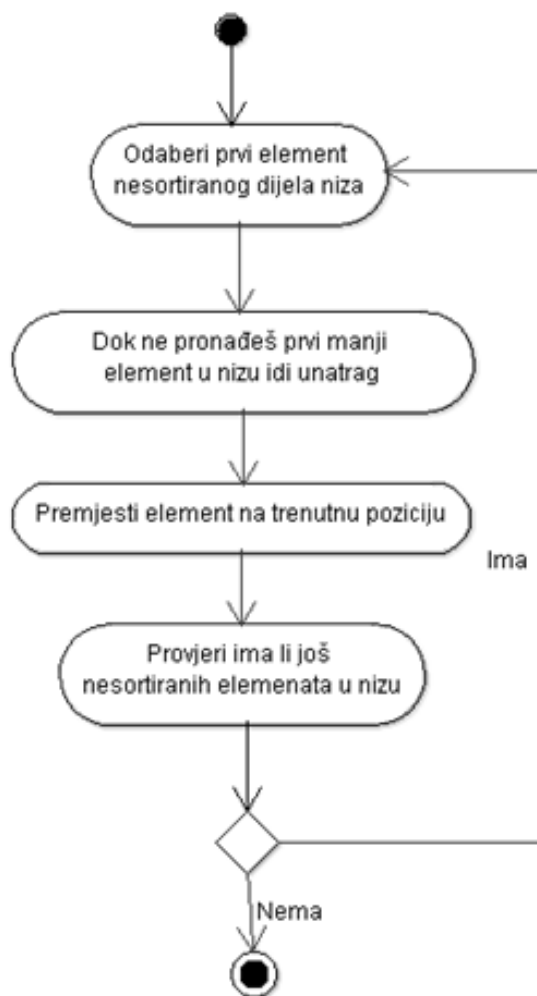 Odaberi prvi element
nesortiranog dijela niza
Dok ne pronađeš prvi manji
element u nizu idi unatrag
Premjesti element na trenutnu poziciju
Ima
Provjeri ima li još
nesortiranih elemenata u nizu
Nema